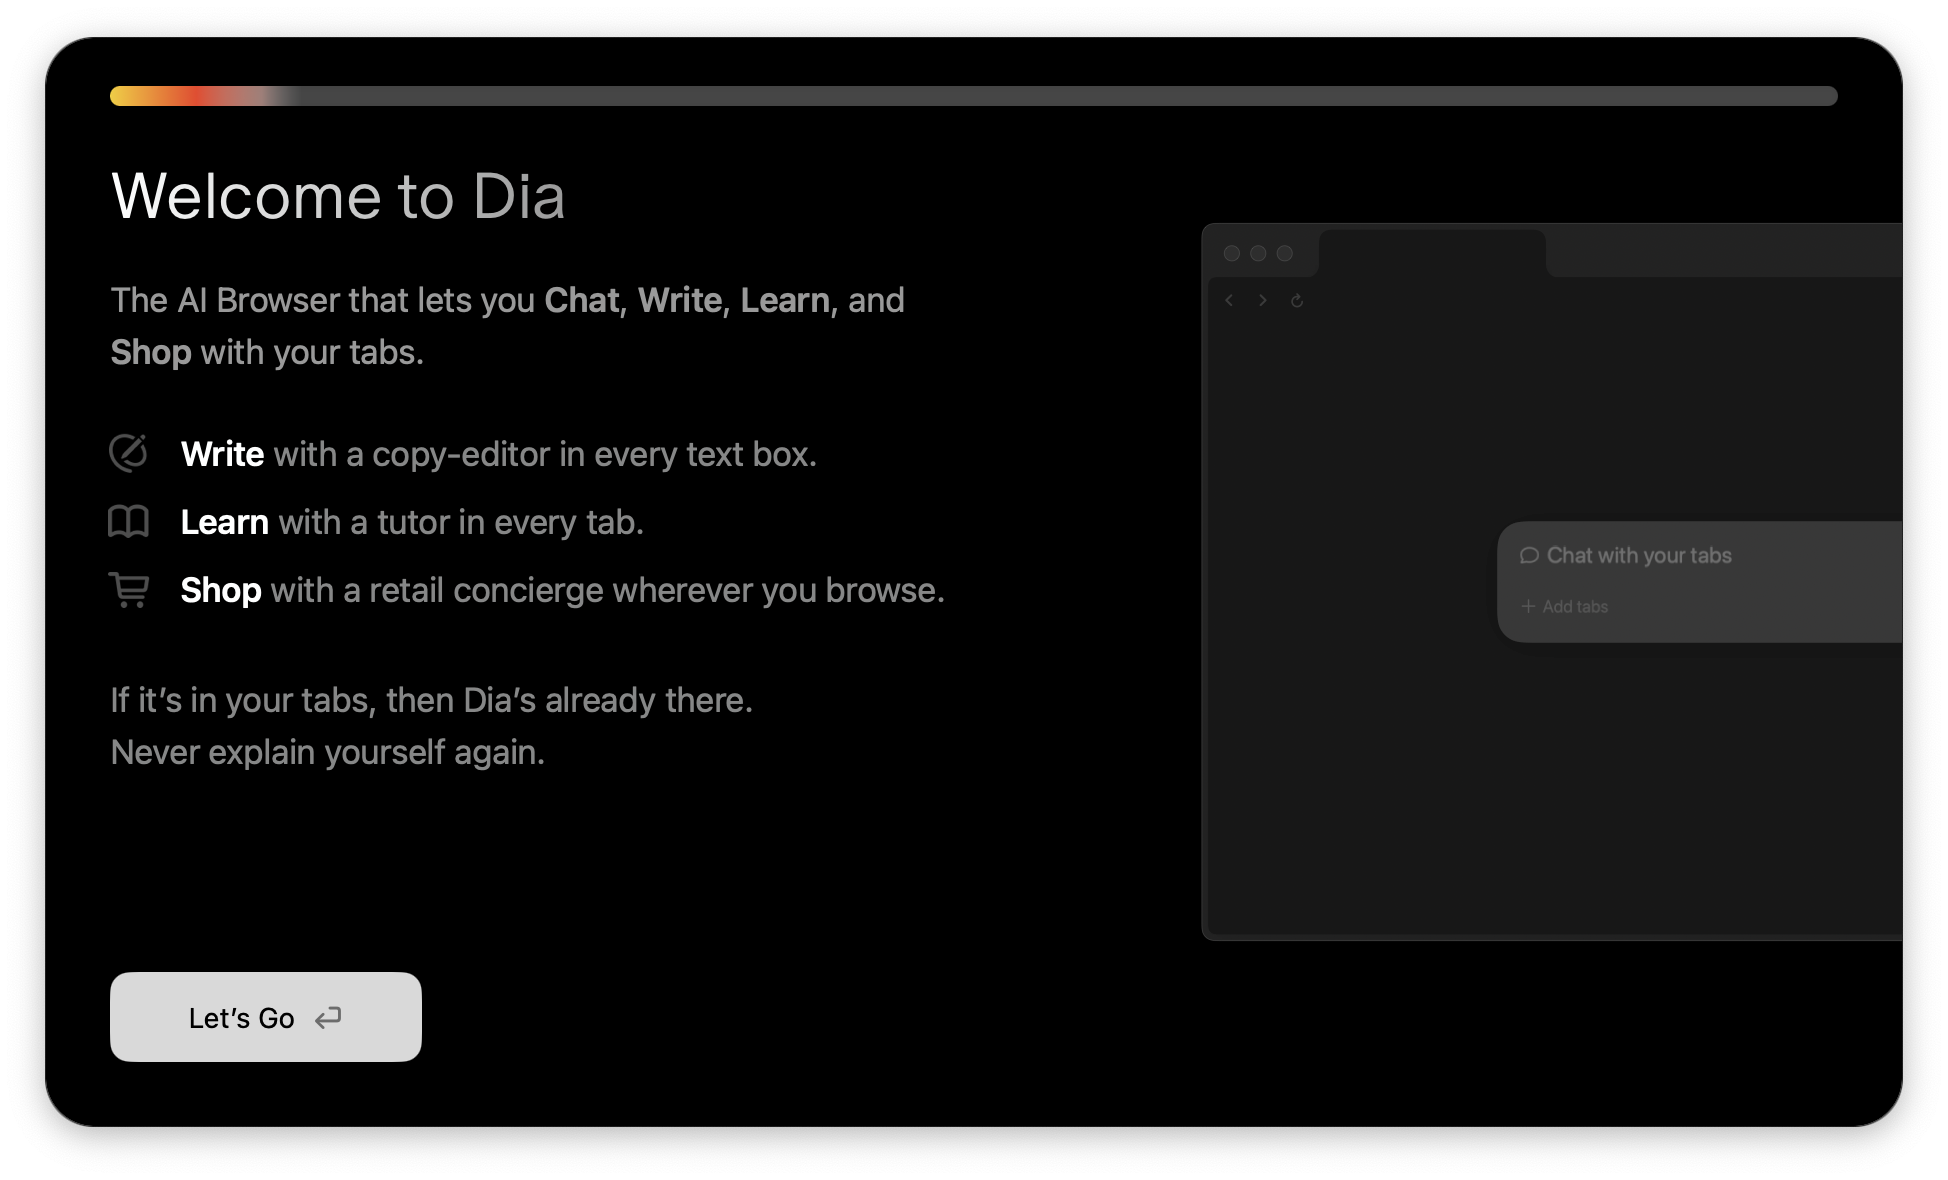 Welcome to Dia
The AI Browser that lets you Chat, Write, Learn, and
Shop with your tabs.
Write with a copy-editor in every text box.
Learn with a tutor in every tab.
Shop with a retail concierge wherever you browse.
If it’s in your tabs, then Dia’s already there.
Never explain yourself again.
Let’s Go
Chat with your tabs
Add tabs